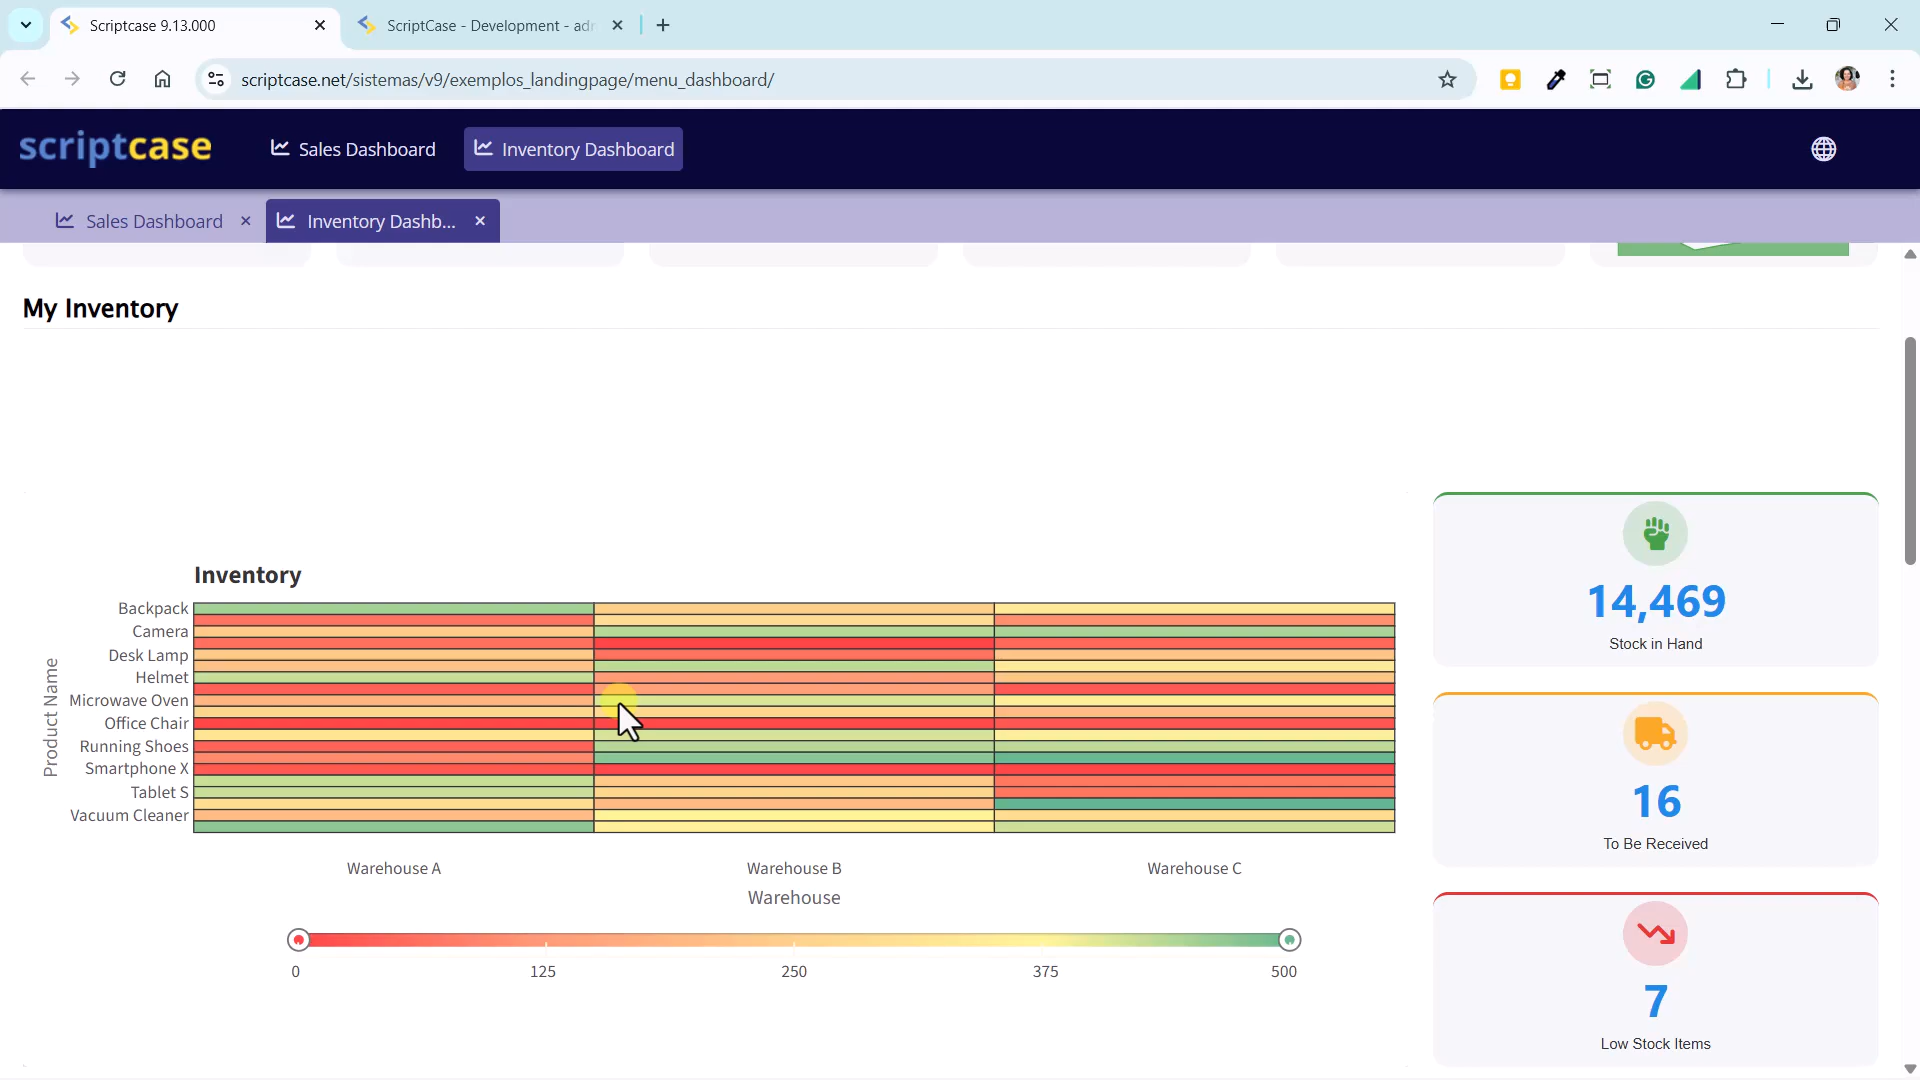 Scriptcase 9.13.000
ScriptCase - Development - adm
scriptcase.net/sistemas/v9/exemplos_landingpage/menu_dashboard/
scriptcase
Sales Dashboard
Inventory Dashboard
Sales Dashboard
Inventory Dashb...
My Inventory
Inventory
Product Name
Backpack
Camera
Desk Lamp
Helmet
Microwave Oven
Office Chair
Running Shoes
Smartphone X
Tablet S
Vacuum Cleaner
Warehouse A
Warehouse B
Warehouse C
Warehouse
0
125
250
375
500
14,469
Stock in Hand
16
To Be Received
7
Low Stock Items